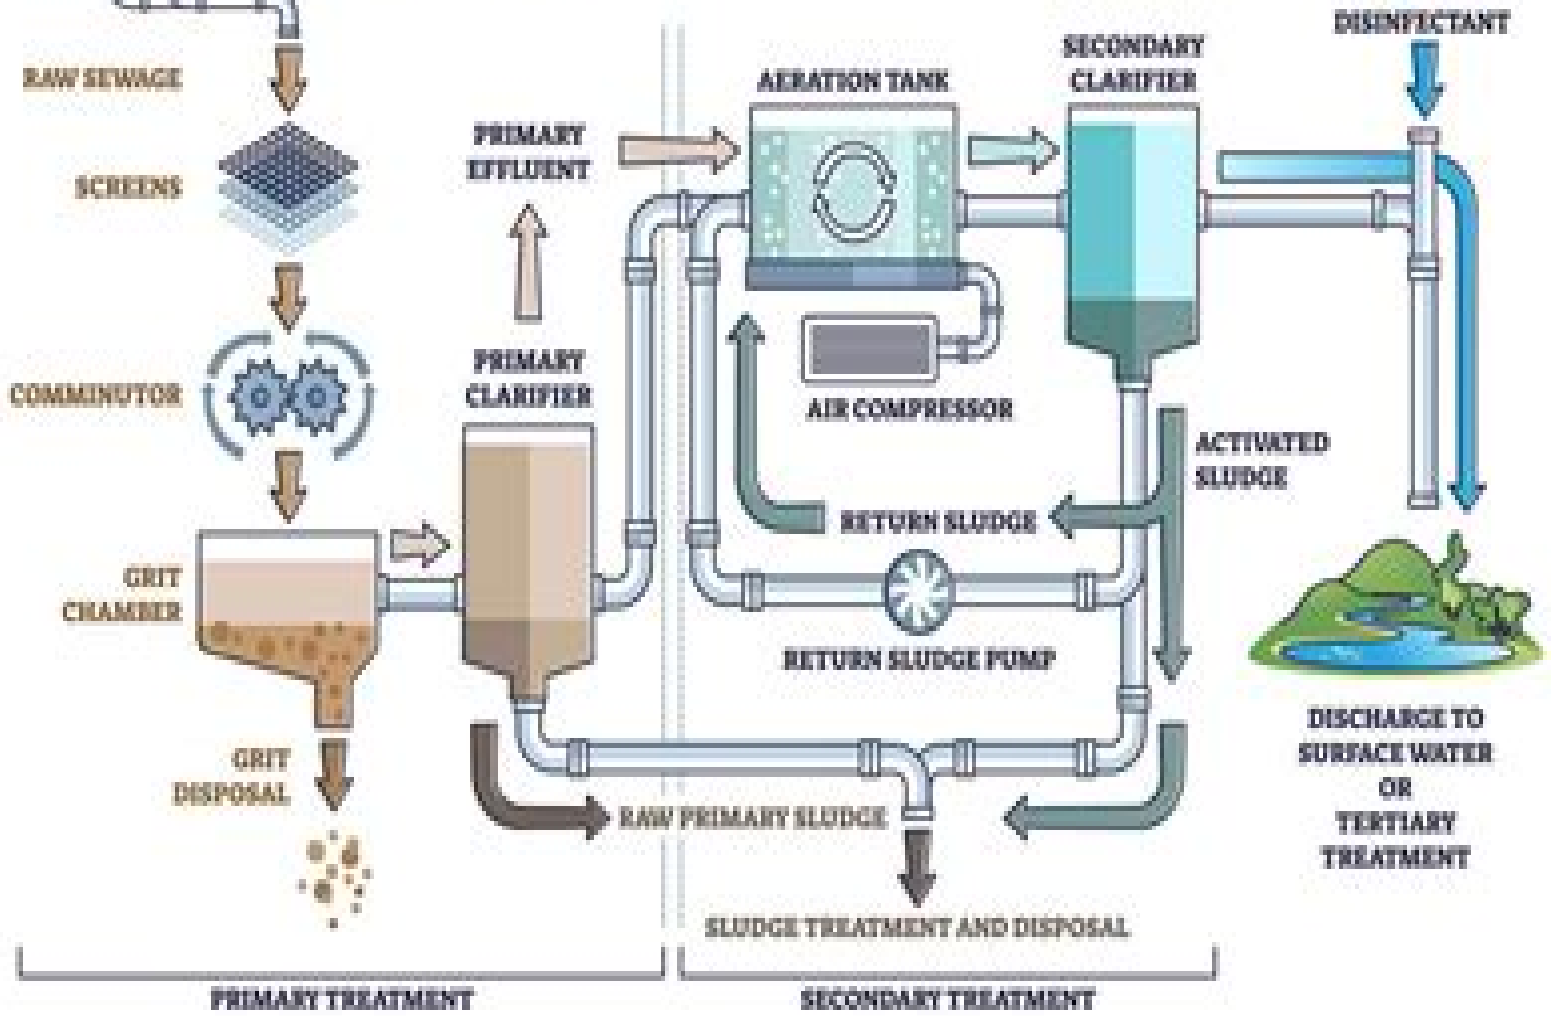 DISINFECTANT
RAW SEWAGE
SCREENS
COMMINUTOR
GRIT
CHAMBER
GRIT
DISPOSAL
PRIMARY
EFFLUENT
PRIMARY
CLARIFIER
AERATION TANK
SECONDARY
CLARIFIER
AIR COMPRESSOR
ACTIVATED
SLUDGE
RETURN SLUDGE
RETURN SLUDGE PUMP
RAW PRIMARY SLUDGE
SLUDGE TREATMENT AND DISPOSAL
DISCHARGE TO
SURFACE WATER
OR
TERTIARY
TREATMENT
PRIMARY TREATMENT
SECONDARY TREATMENT